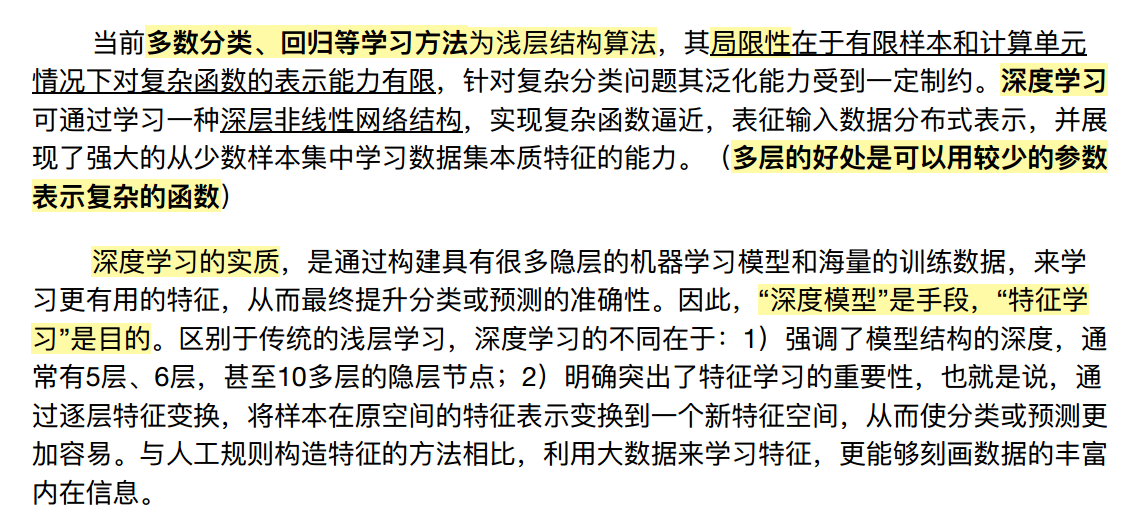 当前多数分类、回归等学习方法为浅层结构算法，其局限性在于有限样本和计算单元
情况下对复杂函数的表示能力有限，针对复杂分类问题其泛化能力受到一定制约。深度学习
可通过学习一种深层非线性网络结构，实现复杂函数逼近，表征输入数据分布式表示，并展
现了强大的从少数样本集中学习数据集本质特征的能力。（多层的好处是可以用较少的参数
表示复杂的函数）
深度学习的实质，是通过构建具有很多隐层的机器学习模型和海量的训练数据，来学
习更有用的特征，从而最终提升分类或预测的准确性。因此，“深度模型”是手段，“特征学
习”是目的。区别于传统的浅层学习，深度学习的不同在于：1）强调了模型结构的深度，通
常有5层、6层，甚至10多层的隐层节点；2）明确突出了特征学习的重要性，也就是说，通
过逐层特征变换，将样本在原空间的特征表示变换到一个新特征空间，从而使分类或预测更
加容易。与人工规则构造特征的方法相比，利用大数据来学习特征，更能够刻画数据的丰富
内在信息。